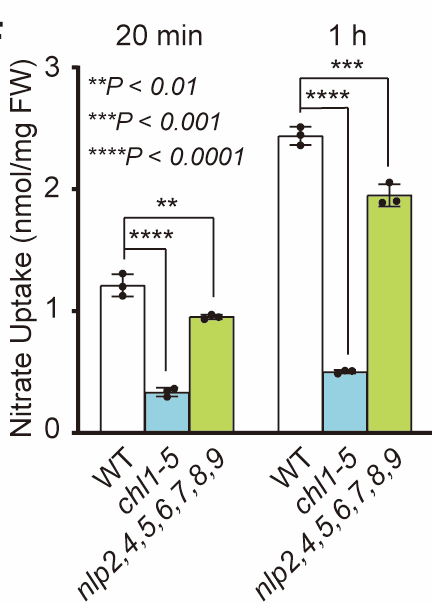 20 min
1 h
Nitrate Uptake (nmol/mg FW)
3
2
1
0
**P < 0.01
***P < 0.001
****P < 0.0001
**
****
***
****
WT
chl1-5
nlp2,4,5,6,7,8,9
WT
chl1-5
nlp2,4,5,6,7,8,9